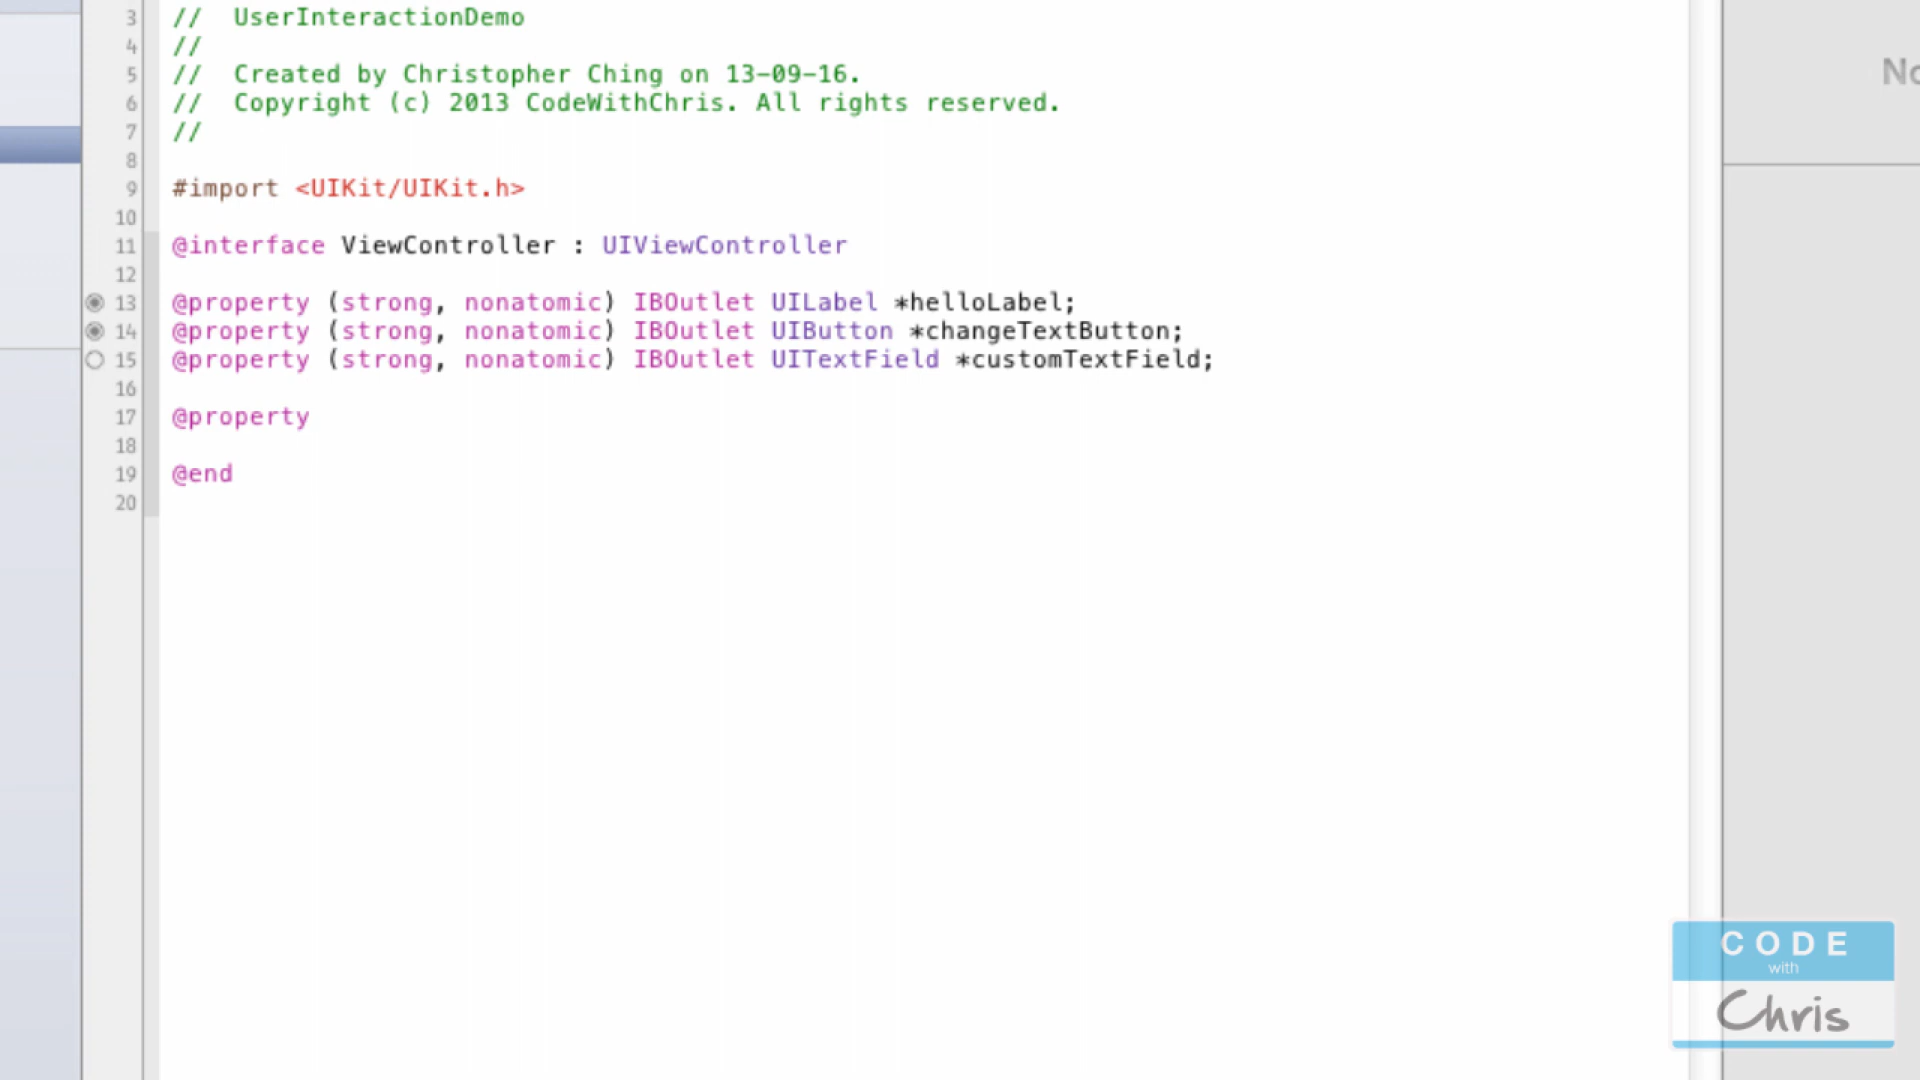 3 //  UserInteractionDemo
4 //
5 //  Created by Christopher Ching on 13-09-16.
6 //  Copyright (c) 2013 CodeWithChris. All rights reserved.
7 //
8
9 #import <UIKit/UIKit.h>
10
11 @interface ViewController : UIViewController
12
13 @property (strong, nonatomic) IBOutlet UILabel *helloLabel;
14 @property (strong, nonatomic) IBOutlet UIButton *changeTextButton;
15 @property (strong, nonatomic) IBOutlet UITextField *customTextField;
16
17 @property
18
19 @end
20
No
CODE
with
Chris